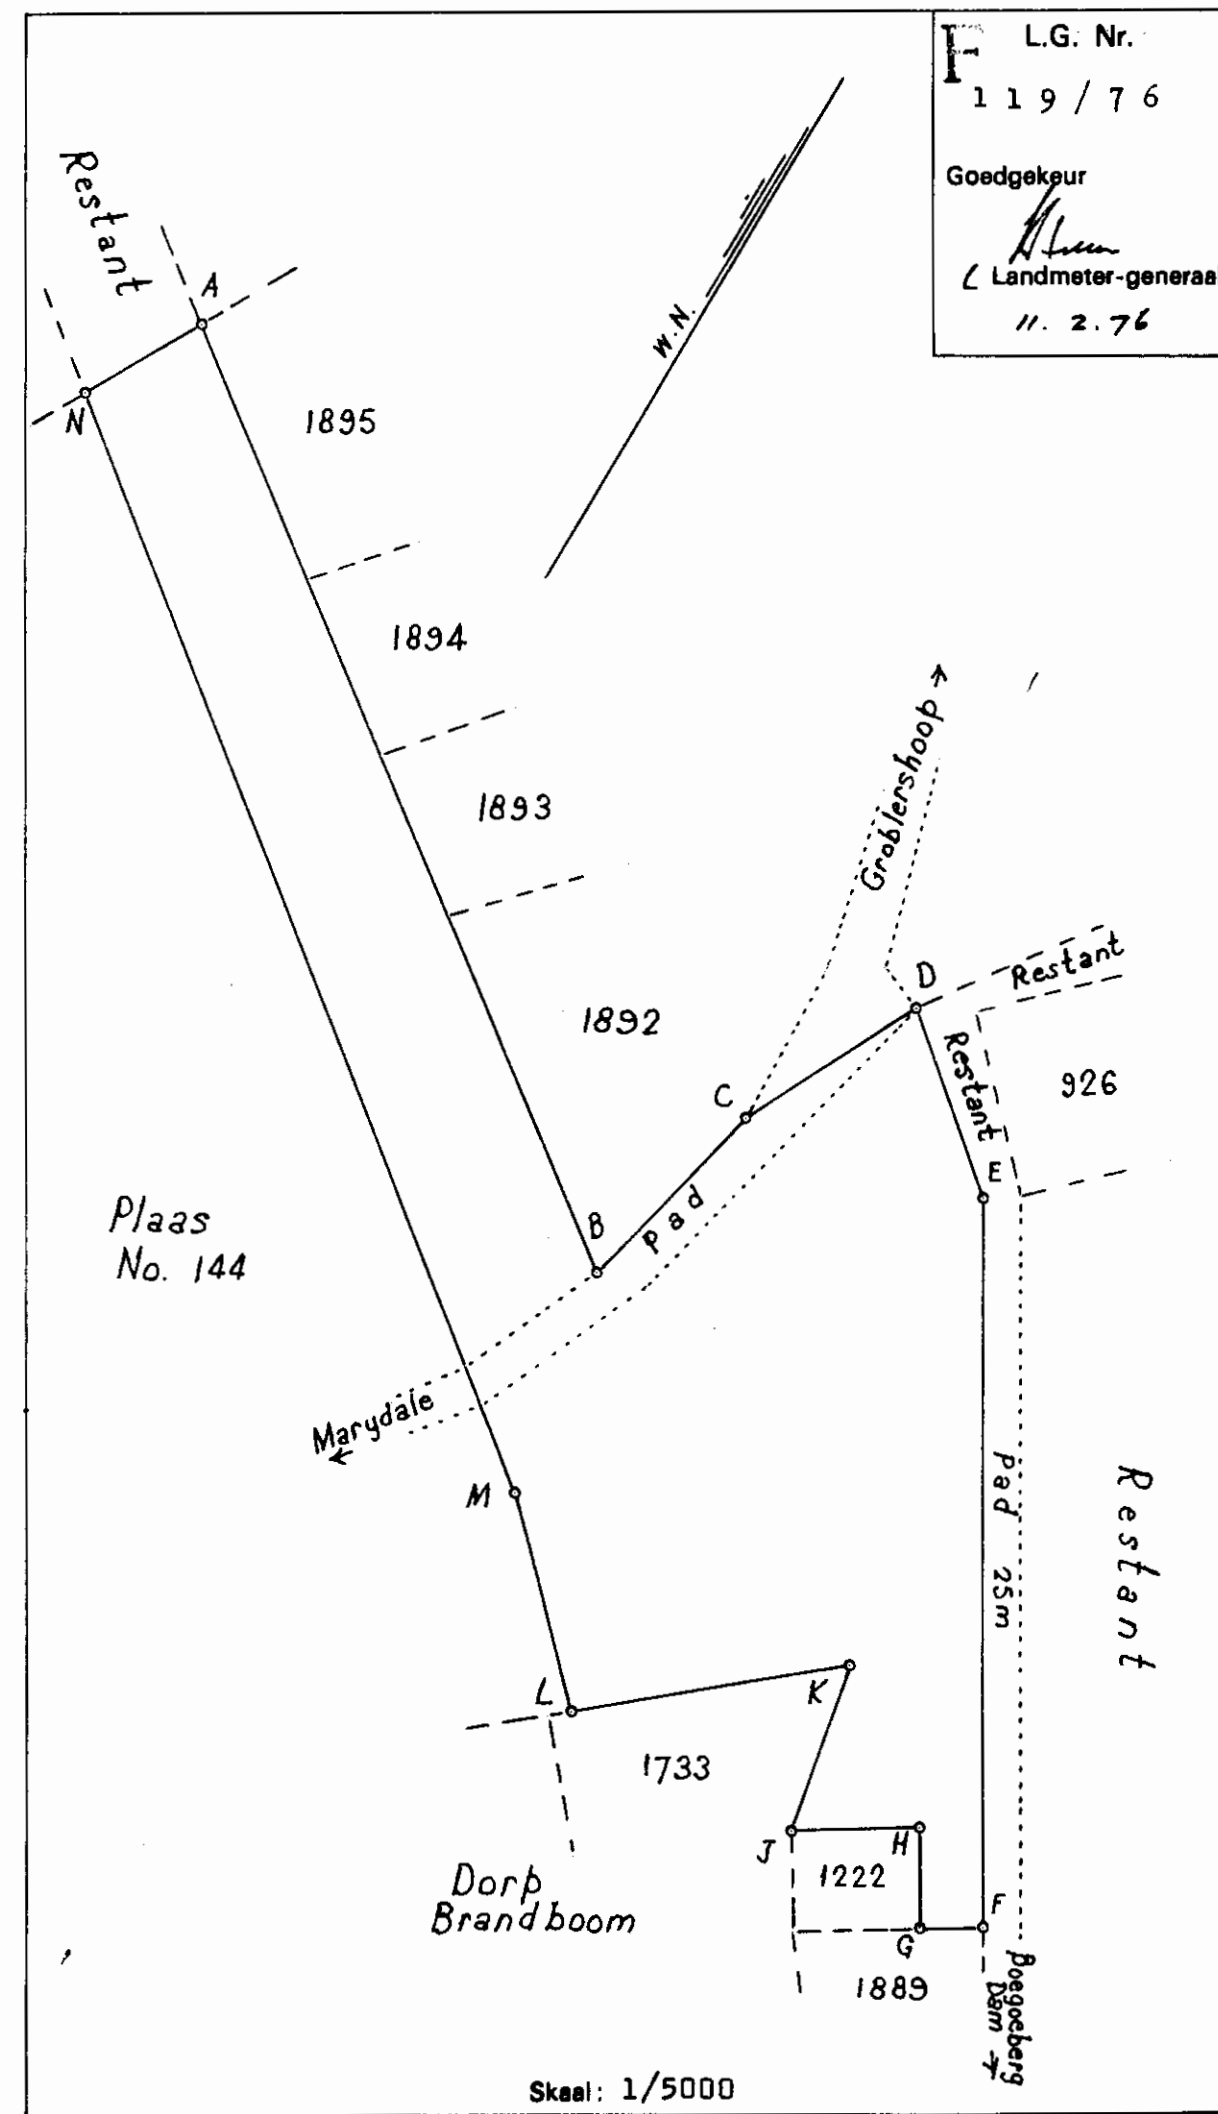 F L.G. Nr.
119/76
Goedgekeur
Landmeter-generaal
11. 2. 76
Restant
A
N
W.N.
1895
1894
1893
1892
Groblershoop
D
Restant
Restant
926
C
E
B
Pad
Plaas
No. 144
Marydale
M
Pad 25m
Restant
L
K
1733
J
H
1222
F
G
Dorp
Brandboom
1889
Boegoeberg
Dam
Skaal: 1/5000